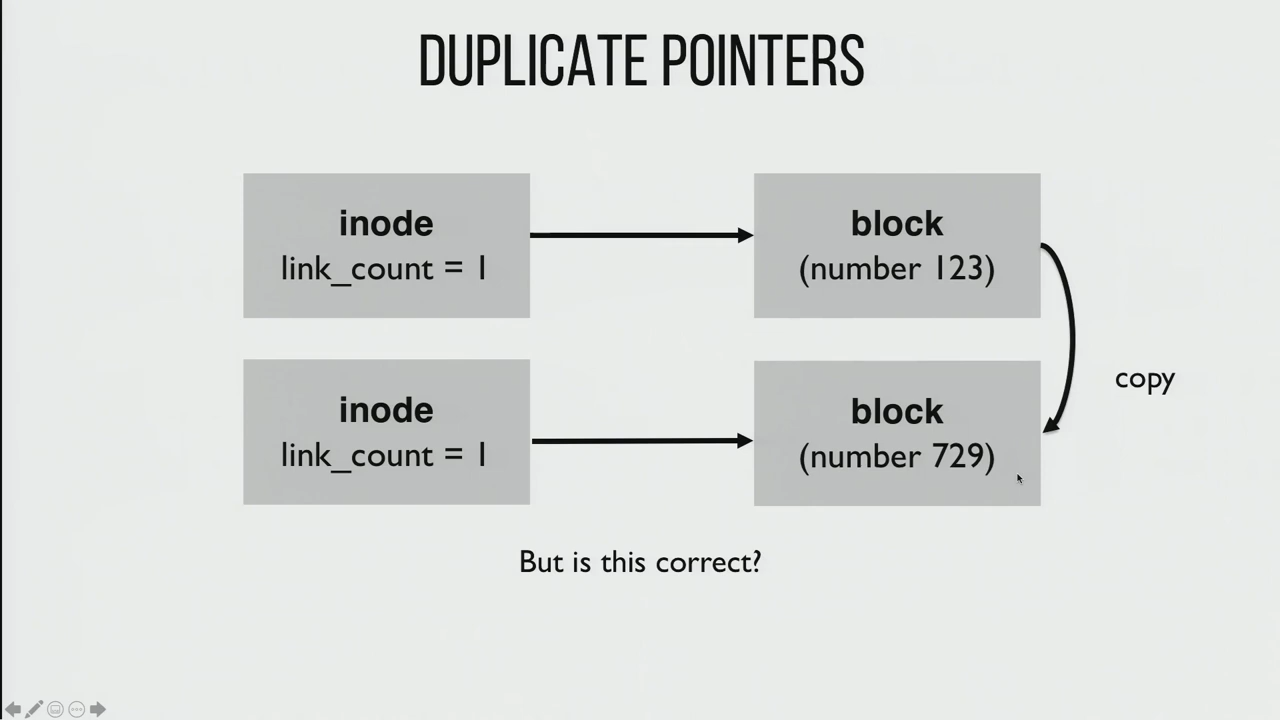 DUPLICATE POINTERS
inode
link_count = 1
block
(number 123)
inode
link_count = 1
block
(number 729)
copy
But is this correct?